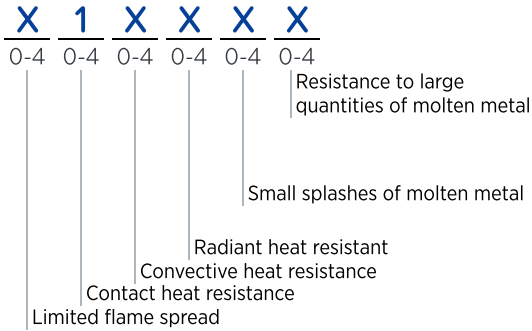 X 1 X X X X
0-4 0-4 0-4 0-4 0-4 0-4
Resistance to large
quantities of molten metal
Small splashes of molten metal
Radiant heat resistant
Convective heat resistance
Contact heat resistance
Limited flame spread